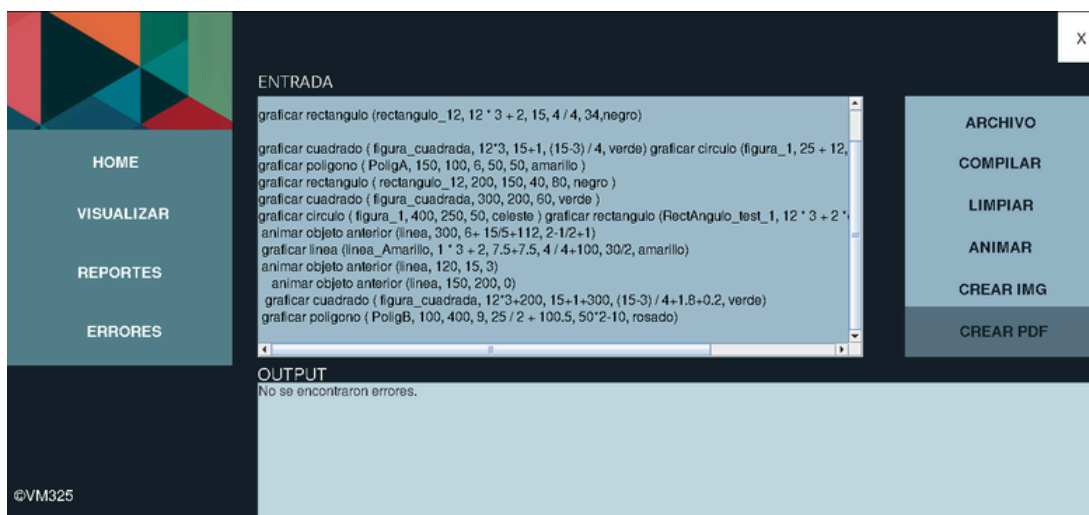 X
HOME
VISUALIZAR
REPORTES
ERRORES
©VM325
ENTRADA
graficar rectangulo (rectangulo_12, 12 * 3 + 2, 15, 4 / 4, 34,negro)
graficar cuadrado ( figura_cuadrada, 12*3, 15+1, (15-3) / 4, verde) graficar circulo (figura_1, 25 + 12,
graficar poligono ( PoligA, 150, 100, 6, 50, 50, amarillo )
graficar rectangulo ( rectangulo_12, 200, 150, 40, 80, negro )
graficar cuadrado ( figura_cuadrada, 300, 200, 60, verde )
graficar circulo ( figura_1, 400, 250, 50, celeste ) graficar rectangulo (RectAngulo_test_1, 12 * 3 + 2
animar objeto anterior (linea, 300, 6+ 15/5+112, 2-1/2+1)
graficar linea (linea_Amarillo, 1 * 3 + 2, 7.5+7.5, 4 / 4+100, 30/2, amarillo)
animar objeto anterior (linea, 120, 15, 3)
animar objeto anterior (linea, 150, 200, 0)
graficar cuadrado ( figura_cuadrada, 12*3+200, 15+1+300, (15-3) / 4+1.8+0.2, verde)
graficar poligono ( PoligB, 100, 400, 9, 25 / 2 + 100.5, 50*2-10, rosado)
OUTPUT
No se encontraron errores.
ARCHIVO
COMPILAR
LIMPIAR
ANIMAR
CREAR IMG
CREAR PDF